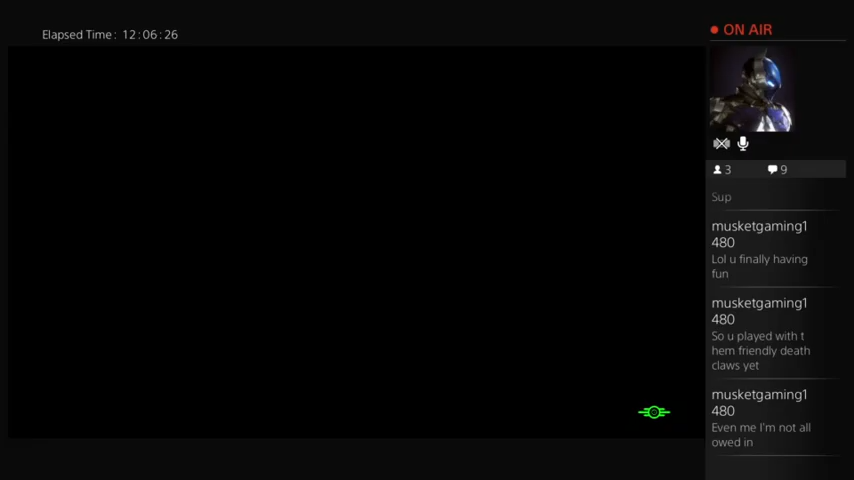 Elapsed Time: 12:06:26
ON AIR
3
9
Sup
musketgaming1
480
Lol u finally having
fun
musketgaming1
480
So u played with t
hem friendly death
claws yet
musketgaming1
480
Even me I'm not all
owed in